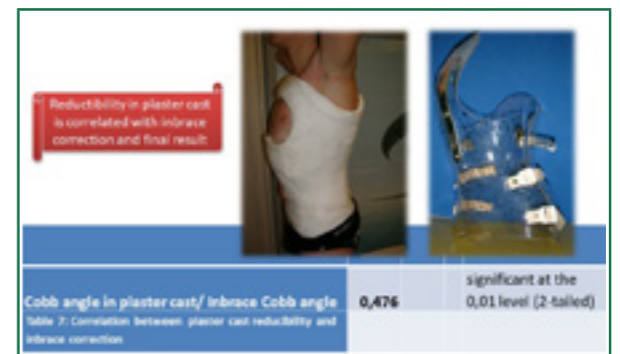 Reductibility in plaster cast
is correlated with inbrace
correction and final result
significant at the
Cobb angle in plaster cast/ Inbrace Cobb angle 0,476 0,01 level (2-tailed)
Table 7: Correlation between plaster cast reducibility and
inbrace correction